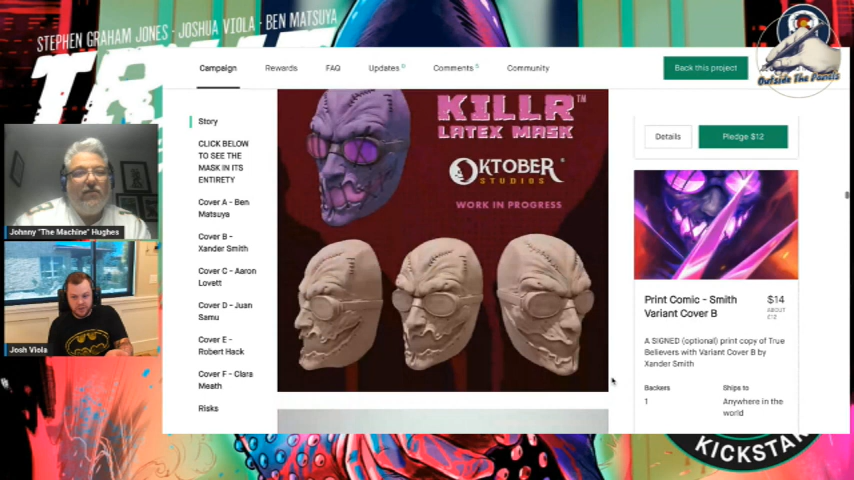 STEPHEN GRAHAM JONES - JOSHUA VIOLA - BEN MATSUYA
Outside The Panels
Campaign
Rewards
FAQ
Updates
Comments
Community
Back this project
Story
CLICK BELOW
TO SEE THE
MASK IN ITS
ENTIRETY
Cover A - Ben
Matsuya
Cover B -
Xander Smith
Cover C - Aaron
Lovett
Cover D - Juan
Samu
Cover E -
Robert Hack
Cover F - Clara
Meath
Risks
KILLR™
LATEX MASK
OKTOBER
STUDIOS
WORK IN PROGRESS
Details
Pledge $12
Print Comic - Smith
Variant Cover B
$14
ABOUT
£12
A SIGNED (optional) print copy of True
Believers with Variant Cover B by
Xander Smith
Backers
1
Ships to
Anywhere in the
world
Johnny "The Machine" Hughes
Josh Viola